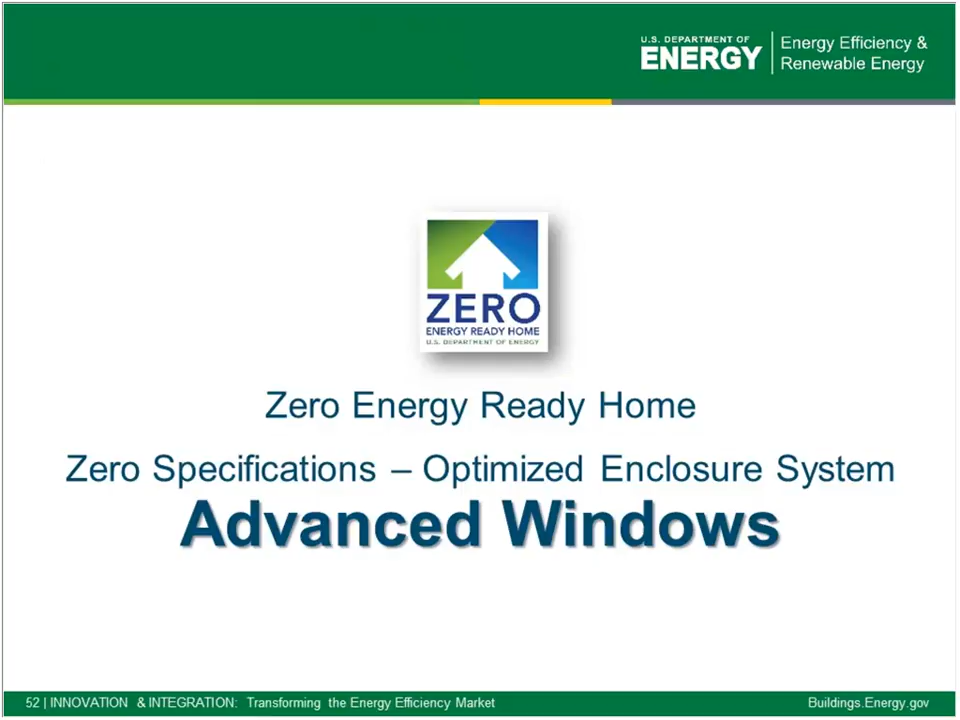 U.S. DEPARTMENT OF
ENERGY
Energy Efficiency &
Renewable Energy
ZERO
ENERGY READY HOME
U.S. DEPARTMENT OF ENERGY
Zero Energy Ready Home
Zero Specifications – Optimized Enclosure System
Advanced Windows
52 | INNOVATION & INTEGRATION: Transforming the Energy Efficiency Market
Buildings.Energy.gov